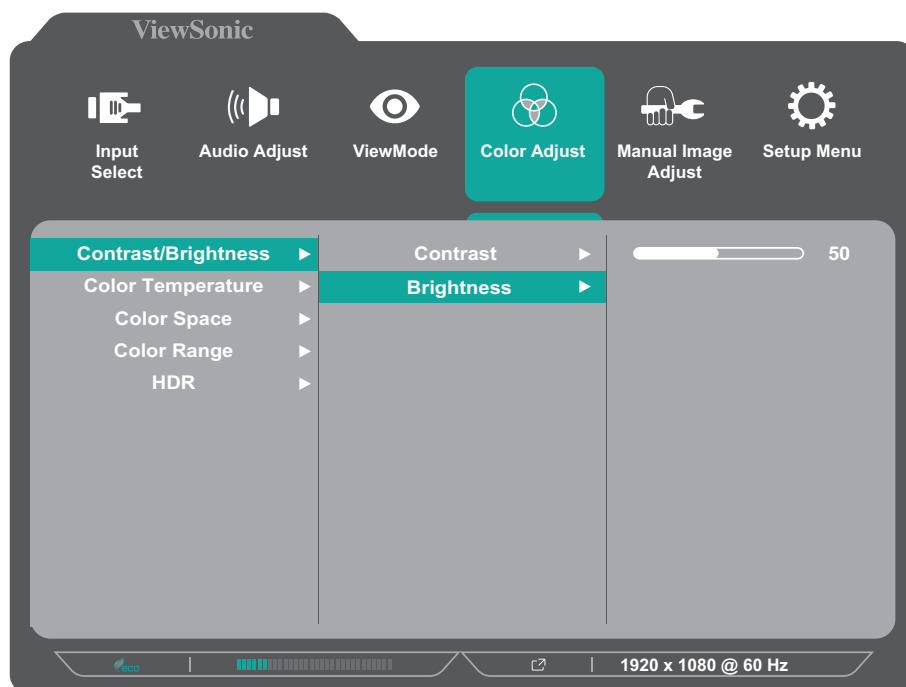 ViewSonic
Input
Select
Audio Adjust
ViewMode
Color Adjust
Manual Image
Adjust
Setup Menu
Contrast/Brightness
Color Temperature
Color Space
Color Range
HDR
Contrast
Brightness
50
eco
1920 x 1080 @ 60 Hz